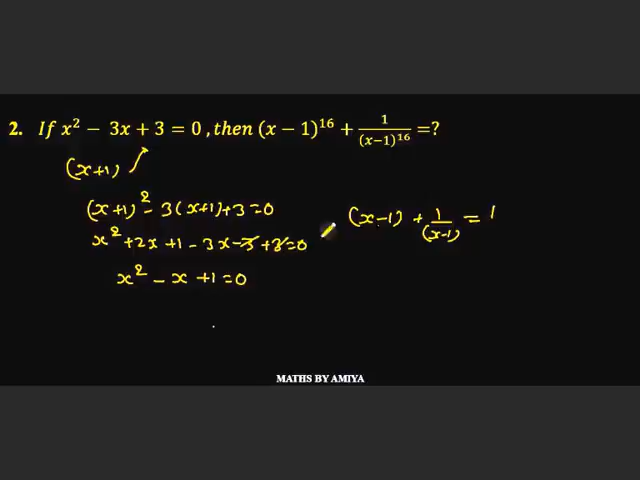 2. If x² − 3x + 3 = 0 , then (x − 1)¹⁶ + 1/(x−1)¹⁶ =?
(x+1)
(x+1)² - 3(x+1)+3=0
x² +2x +1 - 3x -3 +3=0
x² - x +1 =0
(x-1) + 1/(x-1) = 1
MATHS BY AMIYA